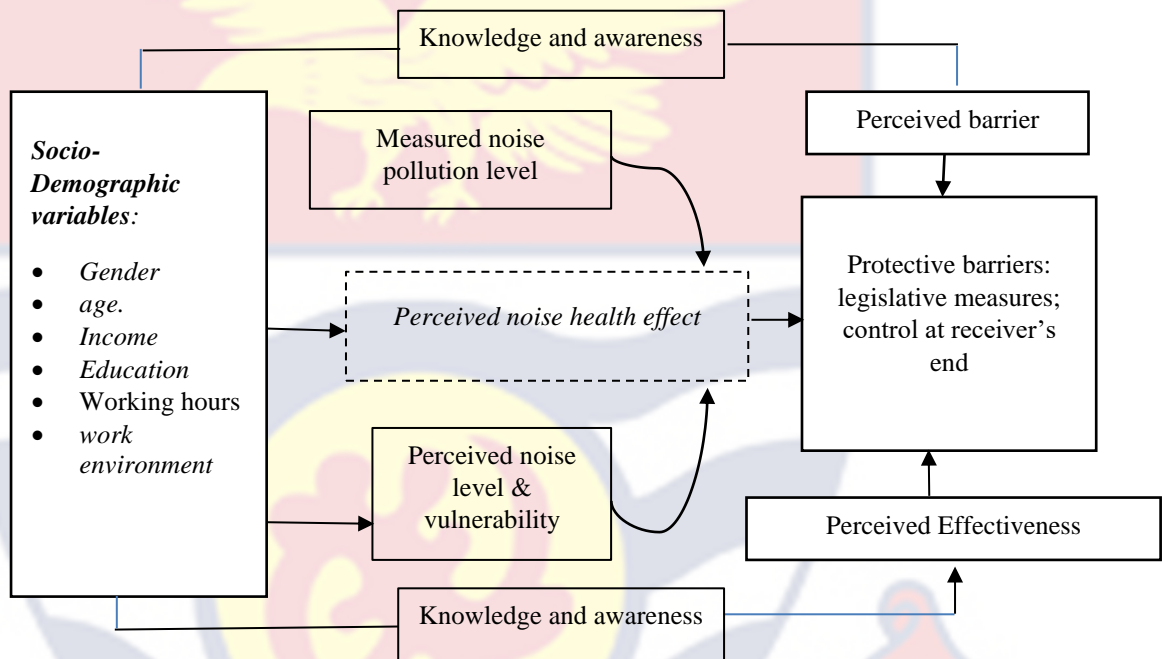 Knowledge and awareness
Socio-
Demographic
variables:
• Gender
• age.
• Income
• Education
• Working hours
• work
environment
Measured noise
pollution level
Perceived noise health effect
Perceived noise
level &
vulnerability
Perceived barrier
Protective barriers:
legislative measures;
control at receiver's
end
Perceived Effectiveness
Knowledge and awareness